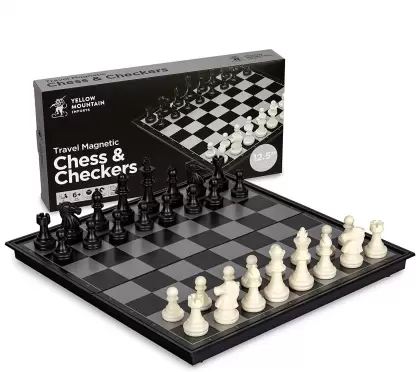 YELLOW
MOUNTAIN
IMPORTS
Travel Magnetic
Chess &
Checkers
12.5"
6+